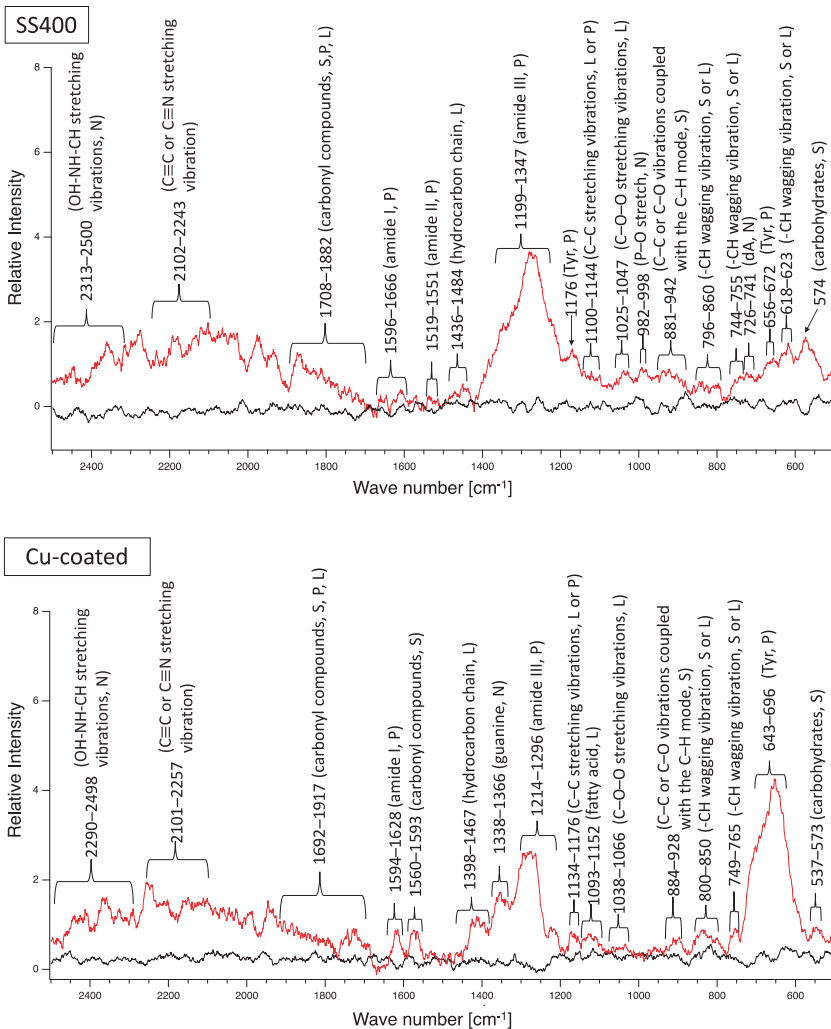 SS400
8
6
4
2
0
Relative Intensity
(OH-NH-CH stretching
vibrations, N)
2313–2500
(C≡C or C≡N stretching
vibration)
2102–2243
1708–1882 (carbonyl compounds, S,P, L)
1596–1666 (amide I, P)
1519–1551 (amide II, P)
1436–1484 (hydrocarbon chain, L)
1199–1347 (amide III, P)
1176 (Tyr, P)
1100–1144 (C–C stretching vibrations, L or P)
1025–1047 (C–O–O stretching vibrations, L)
982–998 (P–O stretch, N)
(C–C or C–O vibrations coupled
with the C–H mode, S)
881–942
796–860 (-CH wagging vibration, S or L)
744–755 (-CH wagging vibration, S or L)
726–741 (dA, N)
656–672 (Tyr, P)
618–623 (-CH wagging vibration, S or L)
574 (carbohydrates, S)
2400 2200 2000 1800 1600 1400 1200 1000 800 600
Wave number [cm-1]
Cu-coated
8
6
4
2
0
Relative Intensity
(OH-NH-CH stretching
vibrations, N)
2290–2498
(C≡C or C≡N stretching
vibration)
2101–2257
1692–1917 (carbonyl compounds, S, P, L)
1594–1628 (amide I, P)
1560–1593 (carbonyl compounds, S)
1398–1467 (hydrocarbon chain, L)
1338–1366 (guanine, N)
1214–1296 (amide III, P)
1134–1176 (C–C stretching vibrations, L or P)
1093–1152 (fatty acid, L)
1038–1066 (C–O–O stretching vibrations, L)
(C–C or C–O vibrations coupled
with the C–H mode, S)
884–928
800–850 (-CH wagging vibration, S or L)
749–765 (-CH wagging vibration, S or L)
643–696 (Tyr, P)
537–573 (carbohydrates, S)
2400 2200 2000 1800 1600 1400 1200 1000 800 600
Wave number [cm-1]